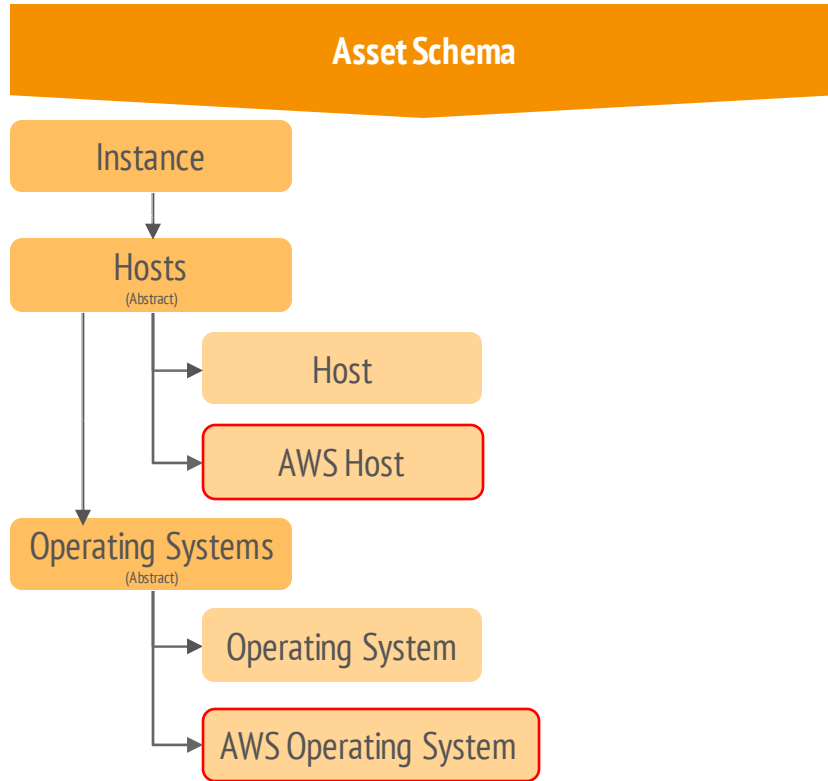 Asset Schema
Instance
Hosts
(Abstract)
Host
AWS Host
Operating Systems
(Abstract)
Operating System
AWS Operating System